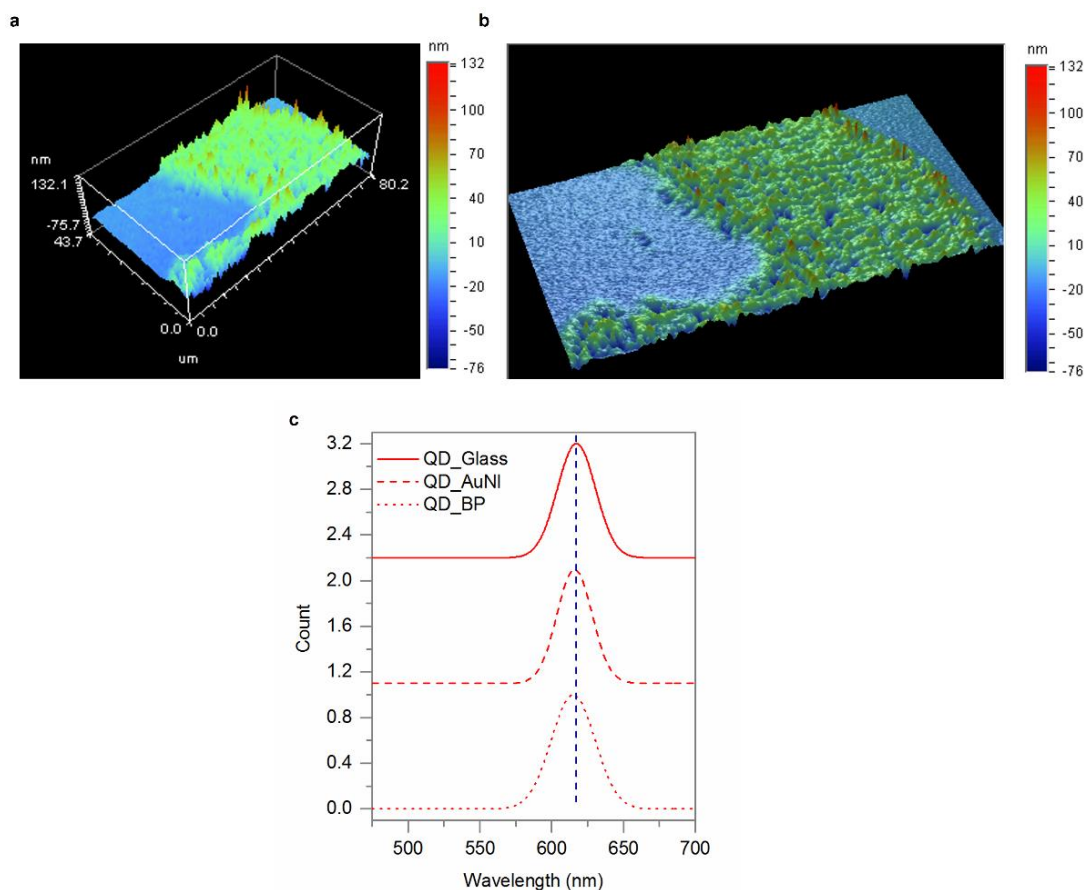 a
b
nm
132
100
70
40
10
-20
-50
-76
nm
132.1
-75.7
43.7
80.2
0.0
0.0
um
nm
132
100
70
40
10
-20
-50
-76
c
QD_Glass
QD_AuNI
QD_BP
3.2
2.8
2.4
2.0
1.6
1.2
0.8
0.4
0.0
Count
500 550 600 650 700
Wavelength (nm)